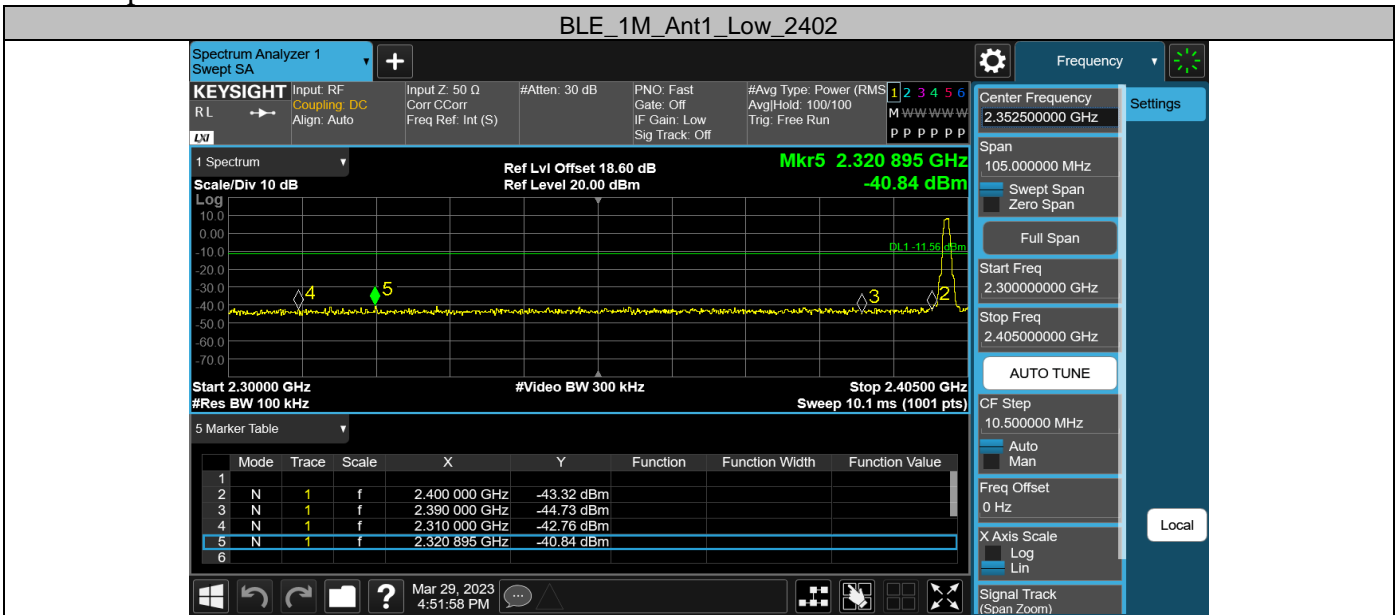 BLE_1M_Ant1_Low_2402
Spectrum Analyzer 1
Swept SA
Frequency
KEYSIGHT
RL
LXI
Input: RF
Coupling: DC
Align: Auto
Input Z: 50 Ω
Corr CCorr
Freq Ref: Int (S)
#Atten: 30 dB
PNO: Fast
Gate: Off
IF Gain: Low
Sig Track: Off
#Avg Type: Power (RMS
Avg|Hold: 100/100
Trig: Free Run
1 2 3 4 5 6
M W W W W W
P P P P P P
1 Spectrum
Scale/Div 10 dB
Ref Lvl Offset 18.60 dB
Ref Level 20.00 dBm
Mkr5 2.320 895 GHz
-40.84 dBm
Log
10.0
0.00
-10.0
-20.0
-30.0
-40.0
-50.0
-60.0
-70.0
DL1 -11.56 dBm
4
5
3
2
Start 2.30000 GHz
#Res BW 100 kHz
#Video BW 300 kHz
Stop 2.40500 GHz
Sweep 10.1 ms (1001 pts)
5 Marker Table
Mode Trace Scale X Y Function Function Width Function Value
1
2 N 1 f 2.400 000 GHz -43.32 dBm
3 N 1 f 2.390 000 GHz -44.73 dBm
4 N 1 f 2.310 000 GHz -42.76 dBm
5 N 1 f 2.320 895 GHz -40.84 dBm
6
Mar 29, 2023
4:51:58 PM
Center Frequency
2.352500000 GHz
Span
105.000000 MHz
Swept Span
Zero Span
Full Span
Start Freq
2.300000000 GHz
Stop Freq
2.405000000 GHz
AUTO TUNE
CF Step
10.500000 MHz
Auto
Man
Freq Offset
0 Hz
X Axis Scale
Log
Lin
Signal Track
(Span Zoom)
Settings
Local